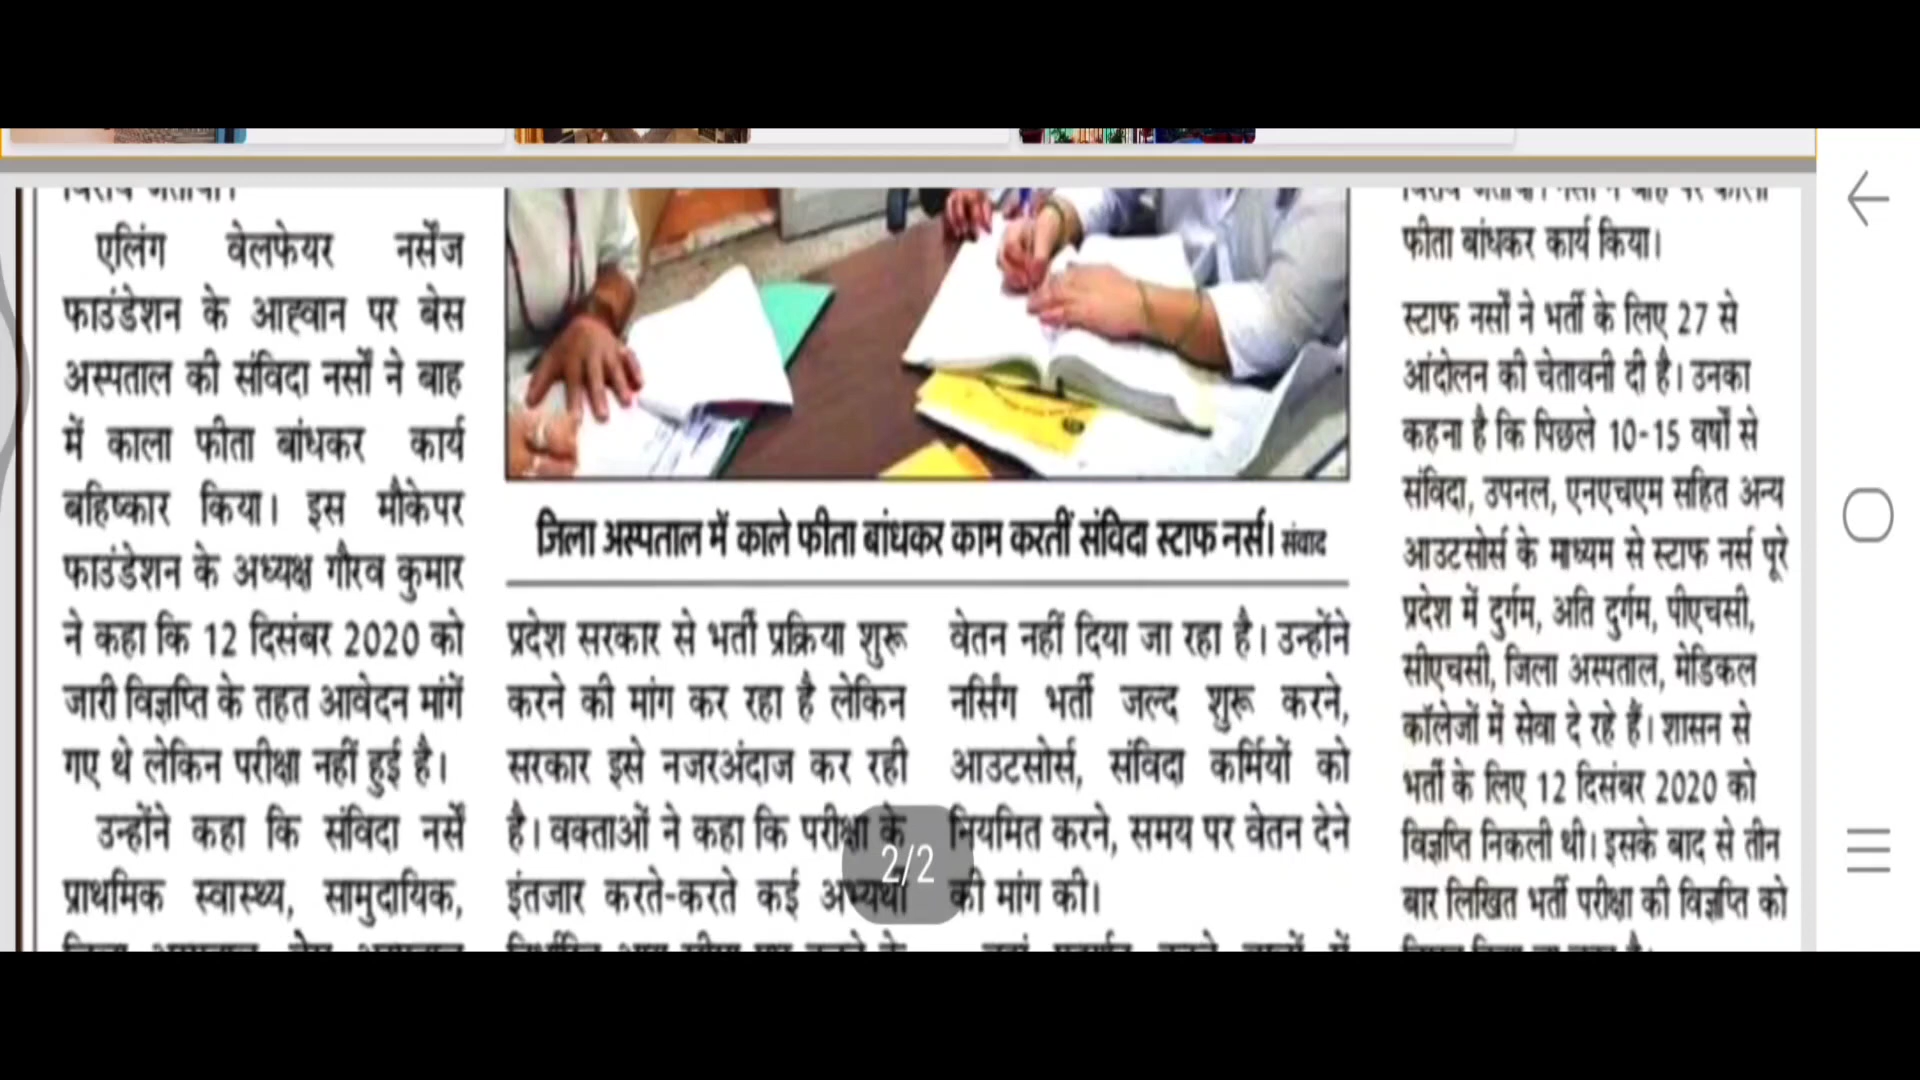 एलिंग वेलफेयर नर्सेंज
फाउंडेशन के आह्वान पर बेस
अस्पताल की संविदा नर्सों ने बाह
में काला फीता बांधकर कार्य
बहिष्कार किया। इस मौकेपर
फाउंडेशन के अध्यक्ष गौरव कुमार
ने कहा कि 12 दिसंबर 2020 को
जारी विज्ञप्ति के तहत आवेदन मांगें
गए थे लेकिन परीक्षा नहीं हुई है।
उन्होंने कहा कि संविदा नर्सें
प्राथमिक स्वास्थ्य, सामुदायिक,
जिला अस्पताल में काले फीता बांधकर काम करतीं संविदा स्टाफ नर्स। संवाद
प्रदेश सरकार से भर्ती प्रक्रिया शुरू
करने की मांग कर रहा है लेकिन
सरकार इसे नजरअंदाज कर रही
है। वक्ताओं ने कहा कि परीक्षा के
इंतजार करते-करते कई अभ्यर्थी
वेतन नहीं दिया जा रहा है। उन्होंने
नर्सिंग भर्ती जल्द शुरू करने,
आउटसोर्स, संविदा कर्मियों को
नियमित करने, समय पर वेतन देने
की मांग की।
2/2
फीता बांधकर कार्य किया।
स्टाफ नर्सों ने भर्ती के लिए 27 से
आंदोलन की चेतावनी दी है। उनका
कहना है कि पिछले 10-15 वर्षों से
संविदा, उपनल, एनएचएम सहित अन्य
आउटसोर्स के माध्यम से स्टाफ नर्स पूरे
प्रदेश में दुर्गम, अति दुर्गम, पीएचसी,
सीएचसी, जिला अस्पताल, मेडिकल
कॉलेजों में सेवा दे रहे हैं। शासन से
भर्ती के लिए 12 दिसंबर 2020 को
विज्ञप्ति निकली थी। इसके बाद से तीन
बार लिखित भर्ती परीक्षा की विज्ञप्ति को